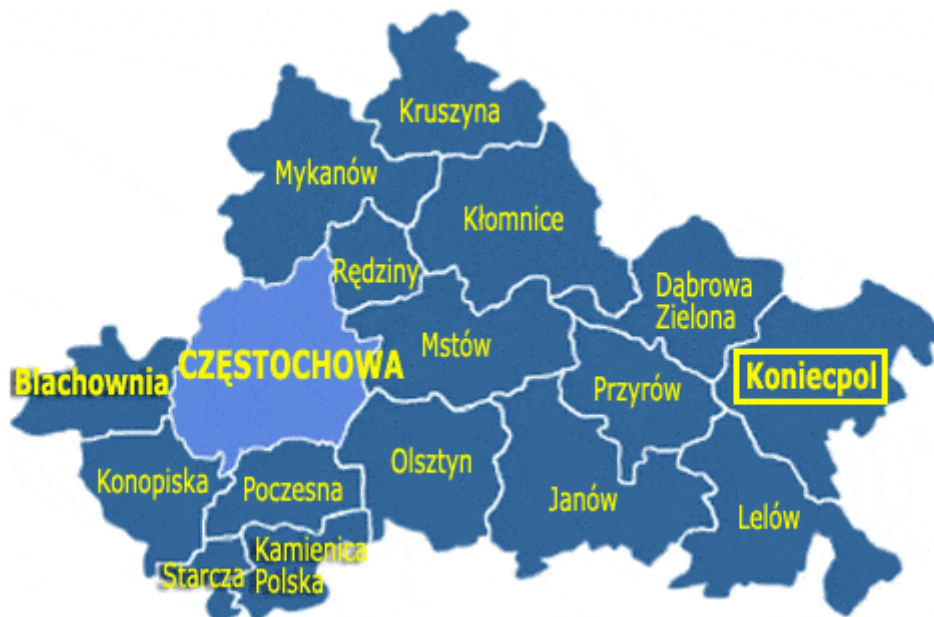 Kruszyna
Mykanów
Kłomnice
Rędziny
Dąbrowa
Zielona
Mstów
CZĘSTOCHOWA
Blachownia
Przyrów
Koniecpol
Olsztyn
Konopiska
Poczesna
Janów
Lelów
Kamienica
Polska
Starcza